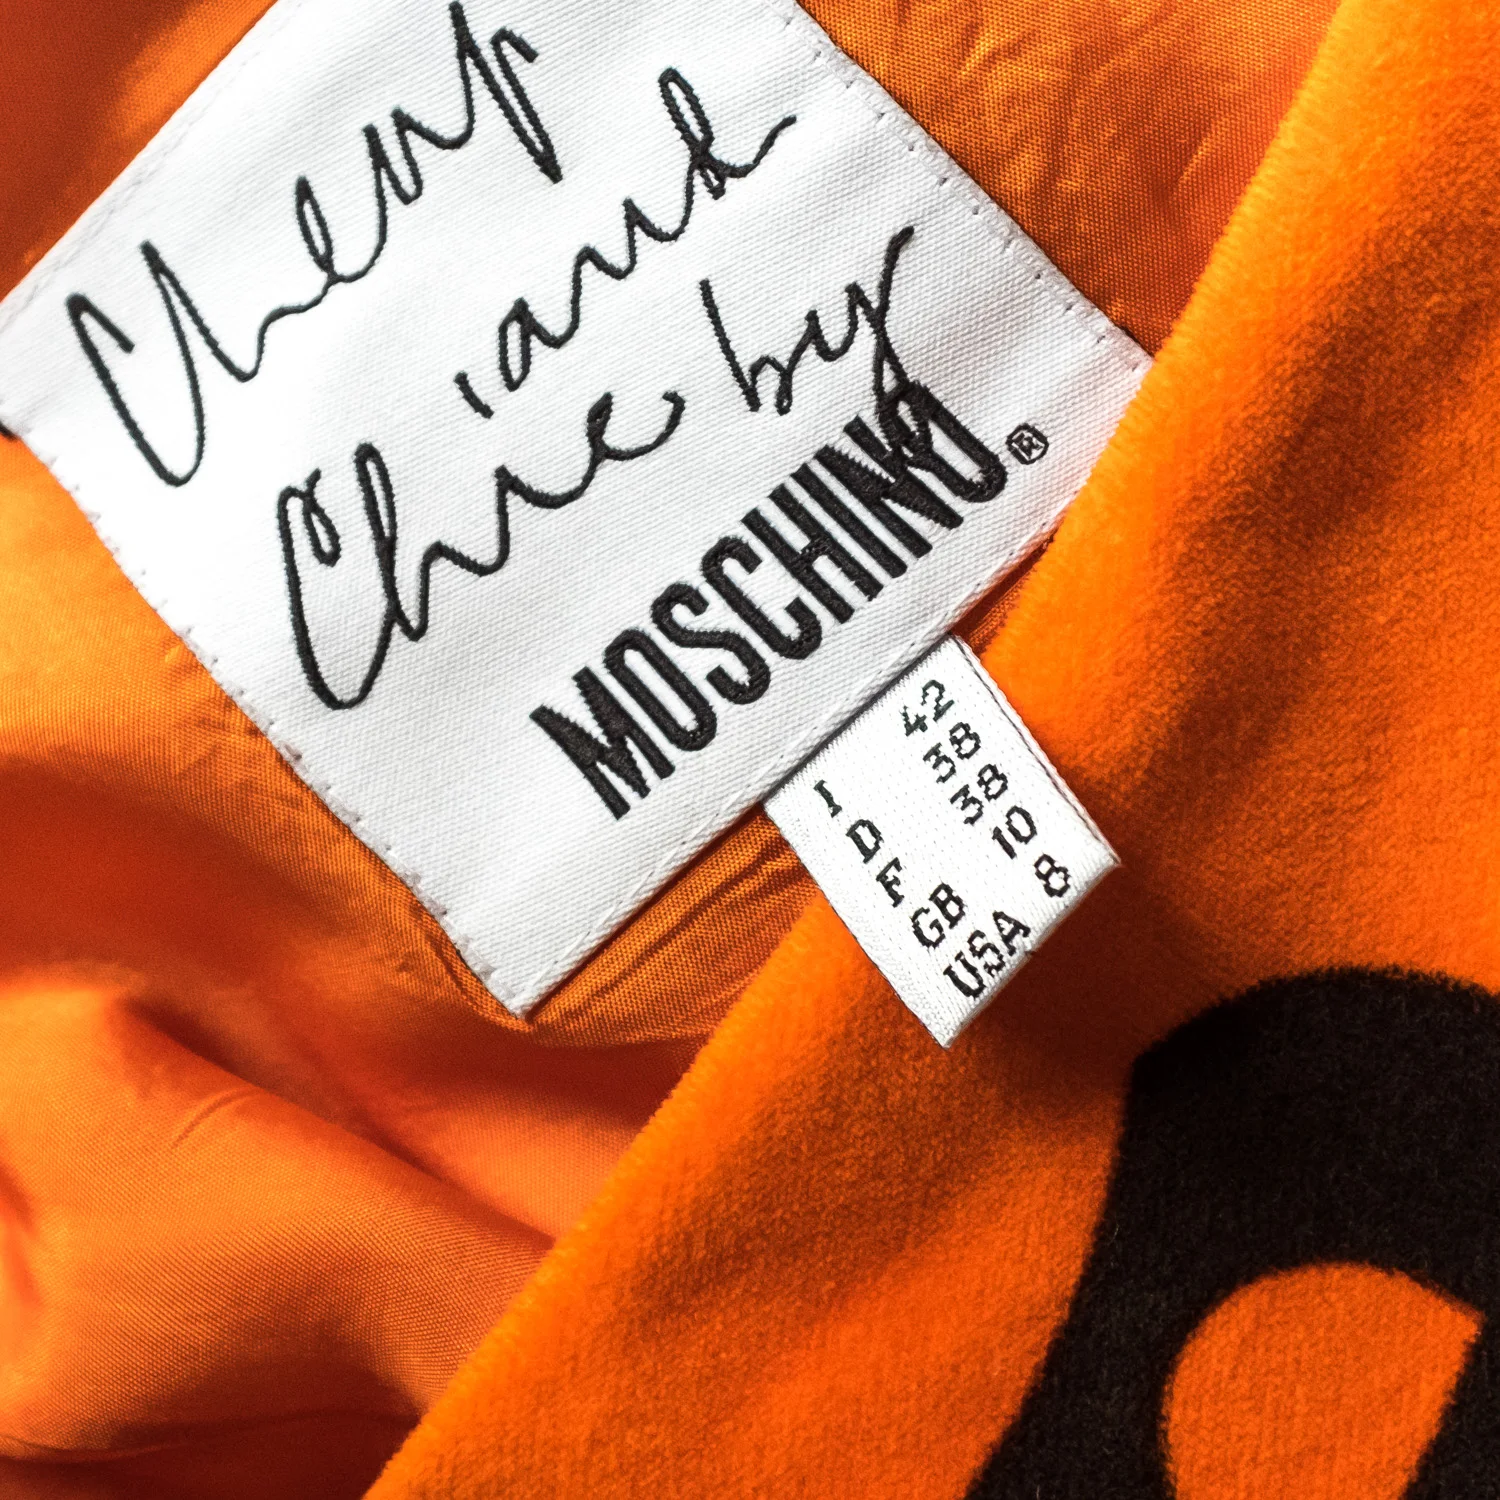 Cheap
and
Chic by
MOSCHINO®
I 42
D 38
F 38
GB 10
USA 8